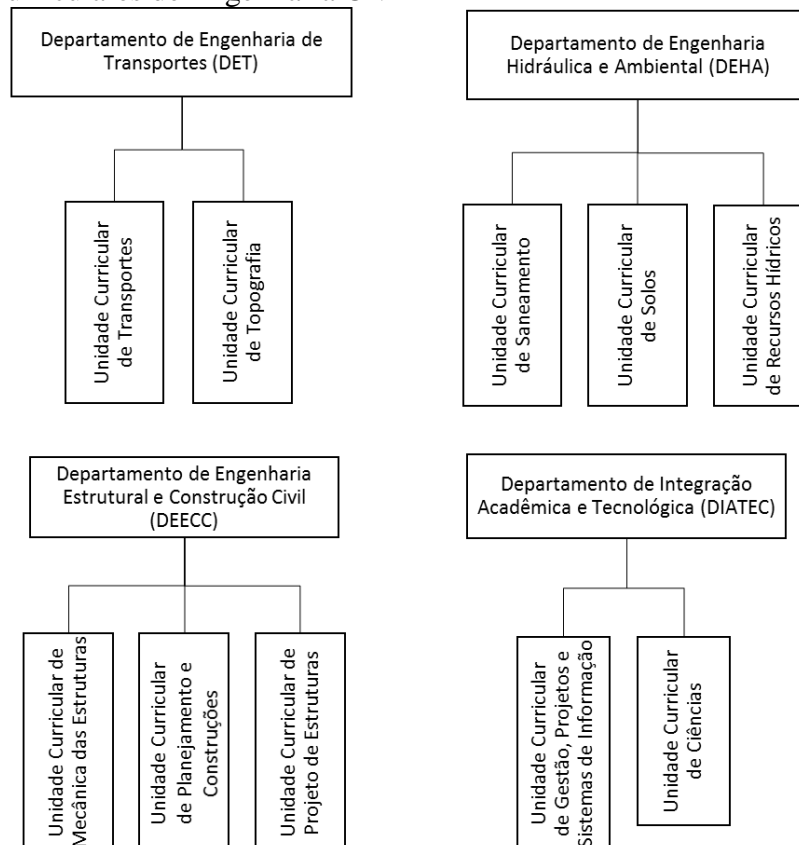 Departamento de Engenharia de
Transportes (DET)
Unidade Curricular
de Transportes
Unidade Curricular
de Topografia
Departamento de Engenharia
Hidráulica e Ambiental (DEHA)
Unidade Curricular
de Saneamento
Unidade Curricular
de Solos
Unidade Curricular
de Recursos Hídricos
Departamento de Engenharia
Estrutural e Construção Civil
(DEECC)
Unidade Curricular de
Mecânica das Estruturas
Unidade Curricular
de Planejamento e
Construções
Unidade Curricular de
Projeto de Estruturas
Departamento de Integração
Acadêmica e Tecnológica (DIATEC)
Unidade Curricular
de Gestão, Projetos e
Sistemas de Informação
Unidade Curricular
de Ciências